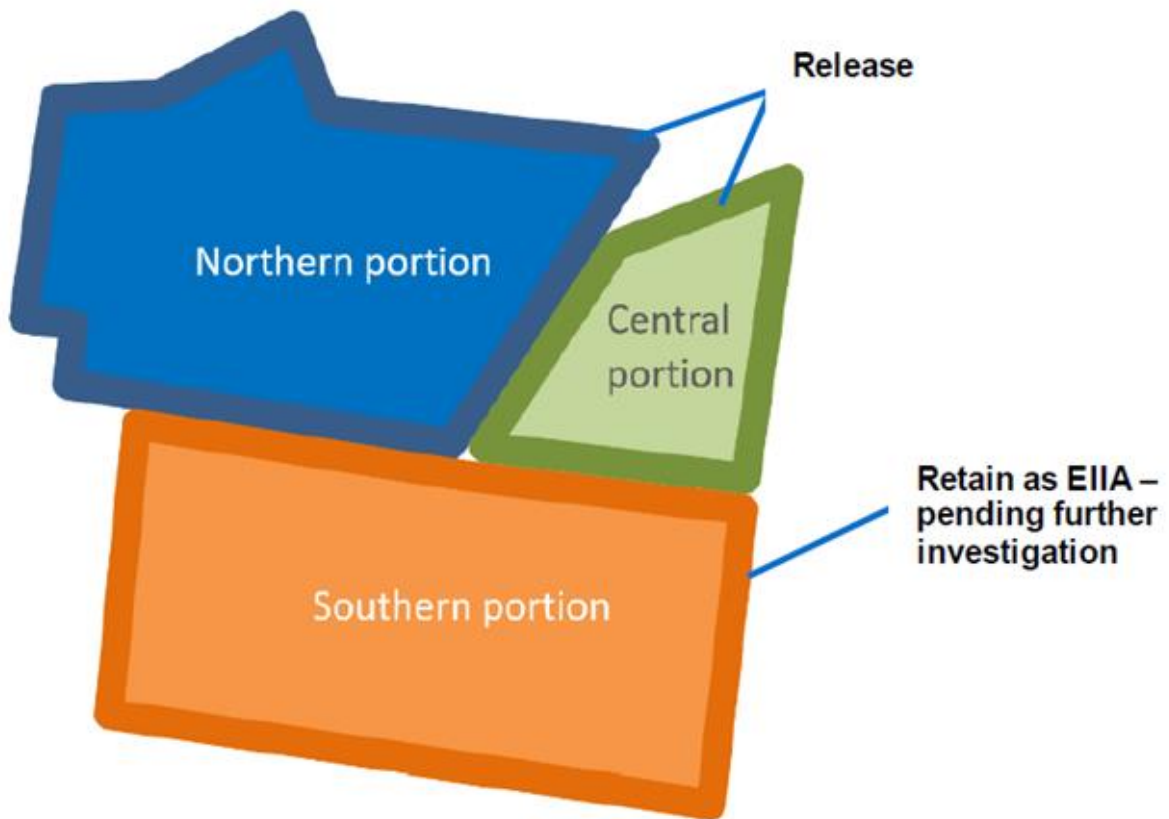 Release
Northern portion
Central
portion
Retain as EIIA –
pending further
investigation
Southern portion